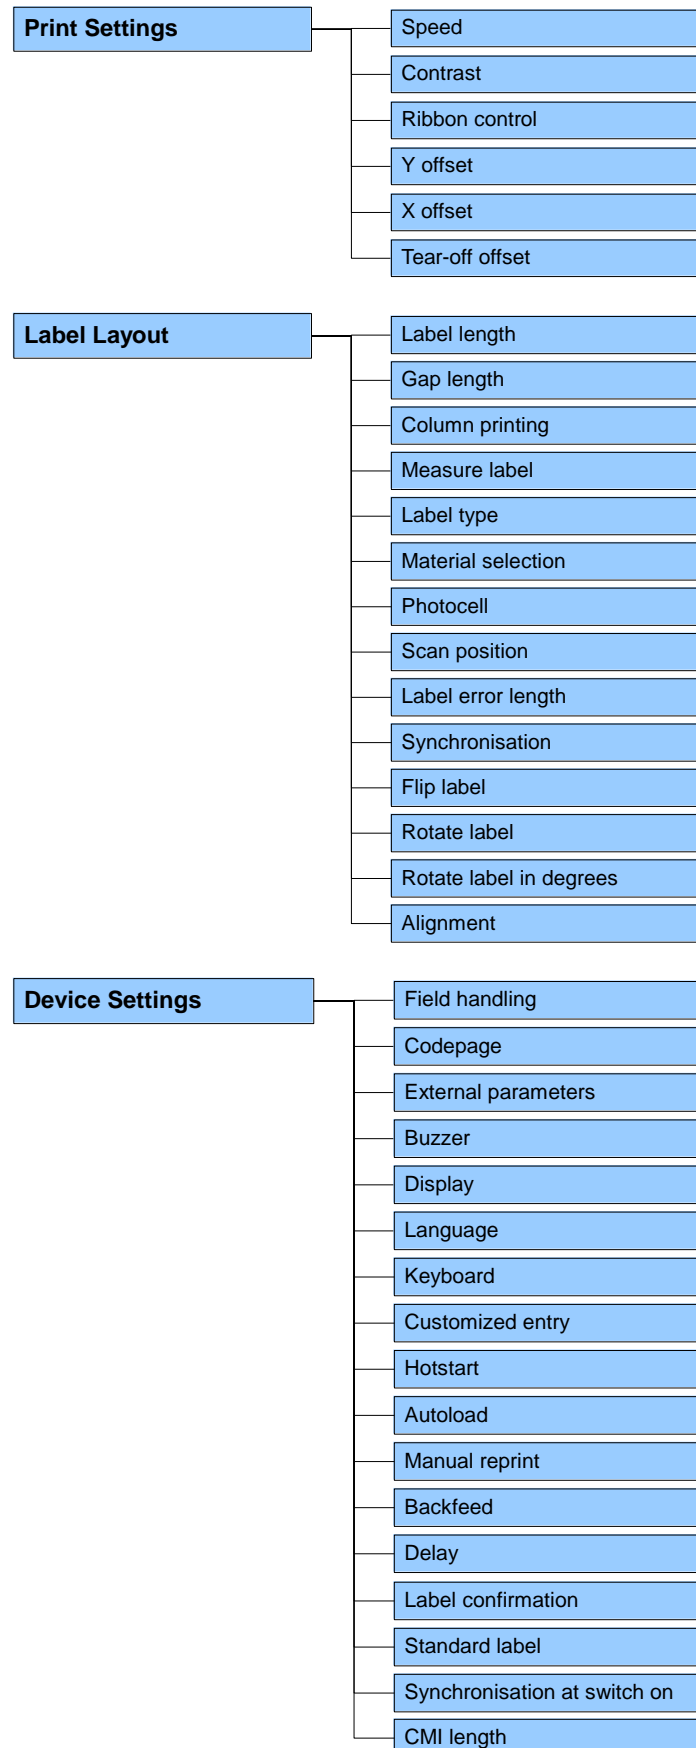 Print Settings
Speed
Contrast
Ribbon control
Y offset
X offset
Tear-off offset
Label Layout
Label length
Gap length
Column printing
Measure label
Label type
Material selection
Photocell
Scan position
Label error length
Synchronisation
Flip label
Rotate label
Rotate label in degrees
Alignment
Device Settings
Field handling
Codepage
External parameters
Buzzer
Display
Language
Keyboard
Customized entry
Hotstart
Autoload
Manual reprint
Backfeed
Delay
Label confirmation
Standard label
Synchronisation at switch on
CMI length